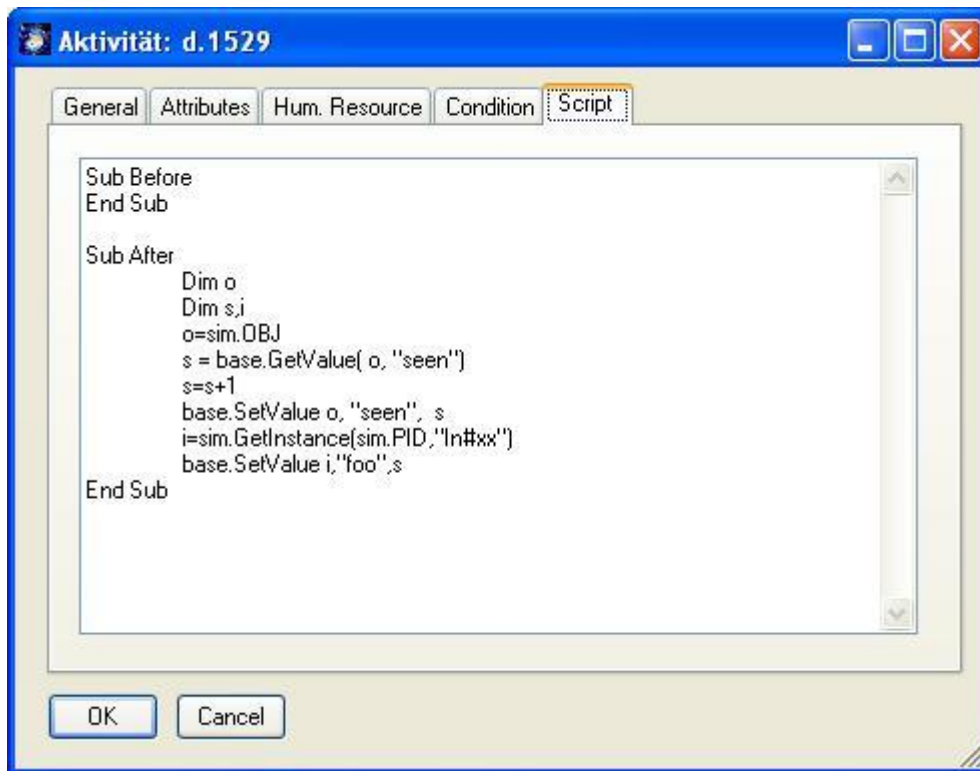 Aktivität: d.1529
General Attributes Hum. Resource Condition Script
Sub Before
End Sub
Sub After
Dim o
Dim s,i
o=sim.OBJ
s = base.GetValue( o, "seen")
s=s+1
base.SetValue o, "seen",  s
i=sim.GetInstance(sim.PID,"In#xx")
base.SetValue i,"foo",s
End Sub
OK Cancel